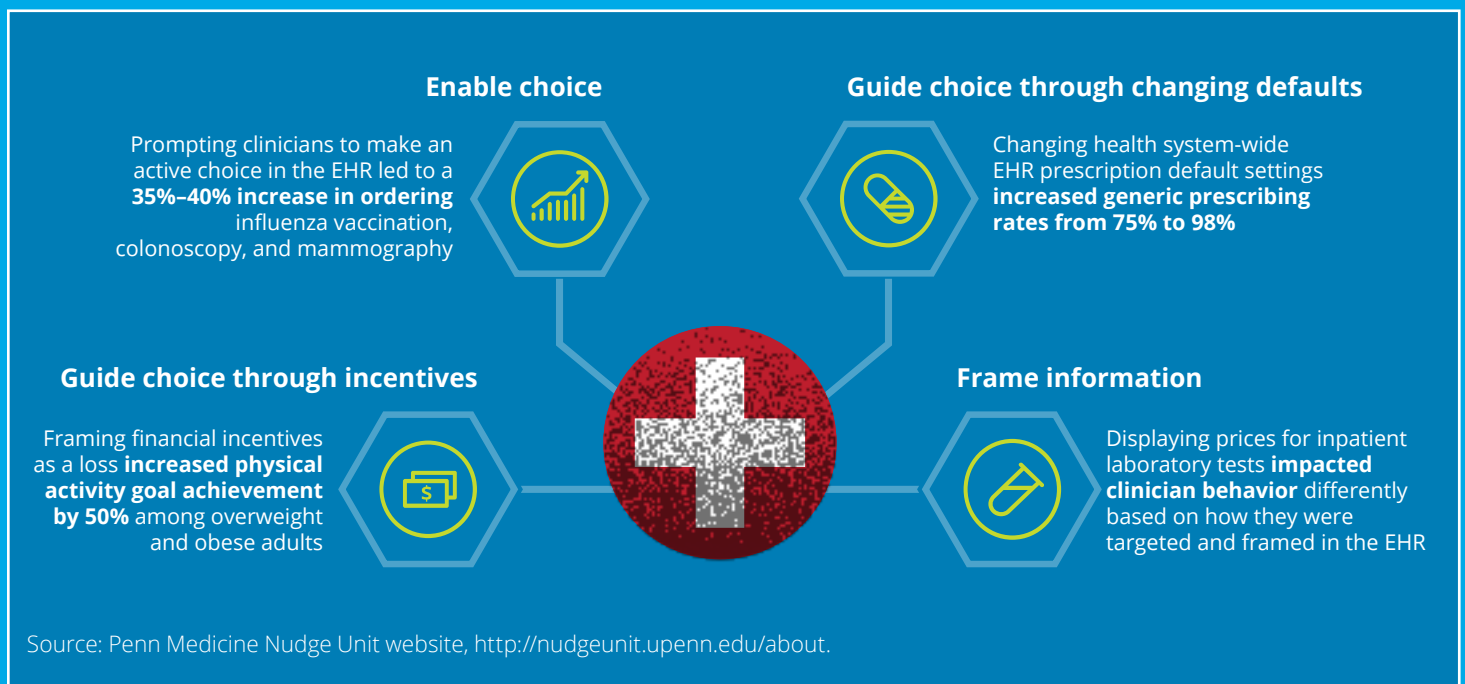 Enable choice
Prompting clinicians to make an
active choice in the EHR led to a
35%–40% increase in ordering
influenza vaccination,
colonoscopy, and mammography
Guide choice through changing defaults
Changing health system-wide
EHR prescription default settings
increased generic prescribing
rates from 75% to 98%
Guide choice through incentives
Framing financial incentives
as a loss increased physical
activity goal achievement
by 50% among overweight
and obese adults
$
Frame information
Displaying prices for inpatient
laboratory tests impacted
clinician behavior differently
based on how they were
targeted and framed in the EHR
Source: Penn Medicine Nudge Unit website, http://nudgeunit.upenn.edu/about.